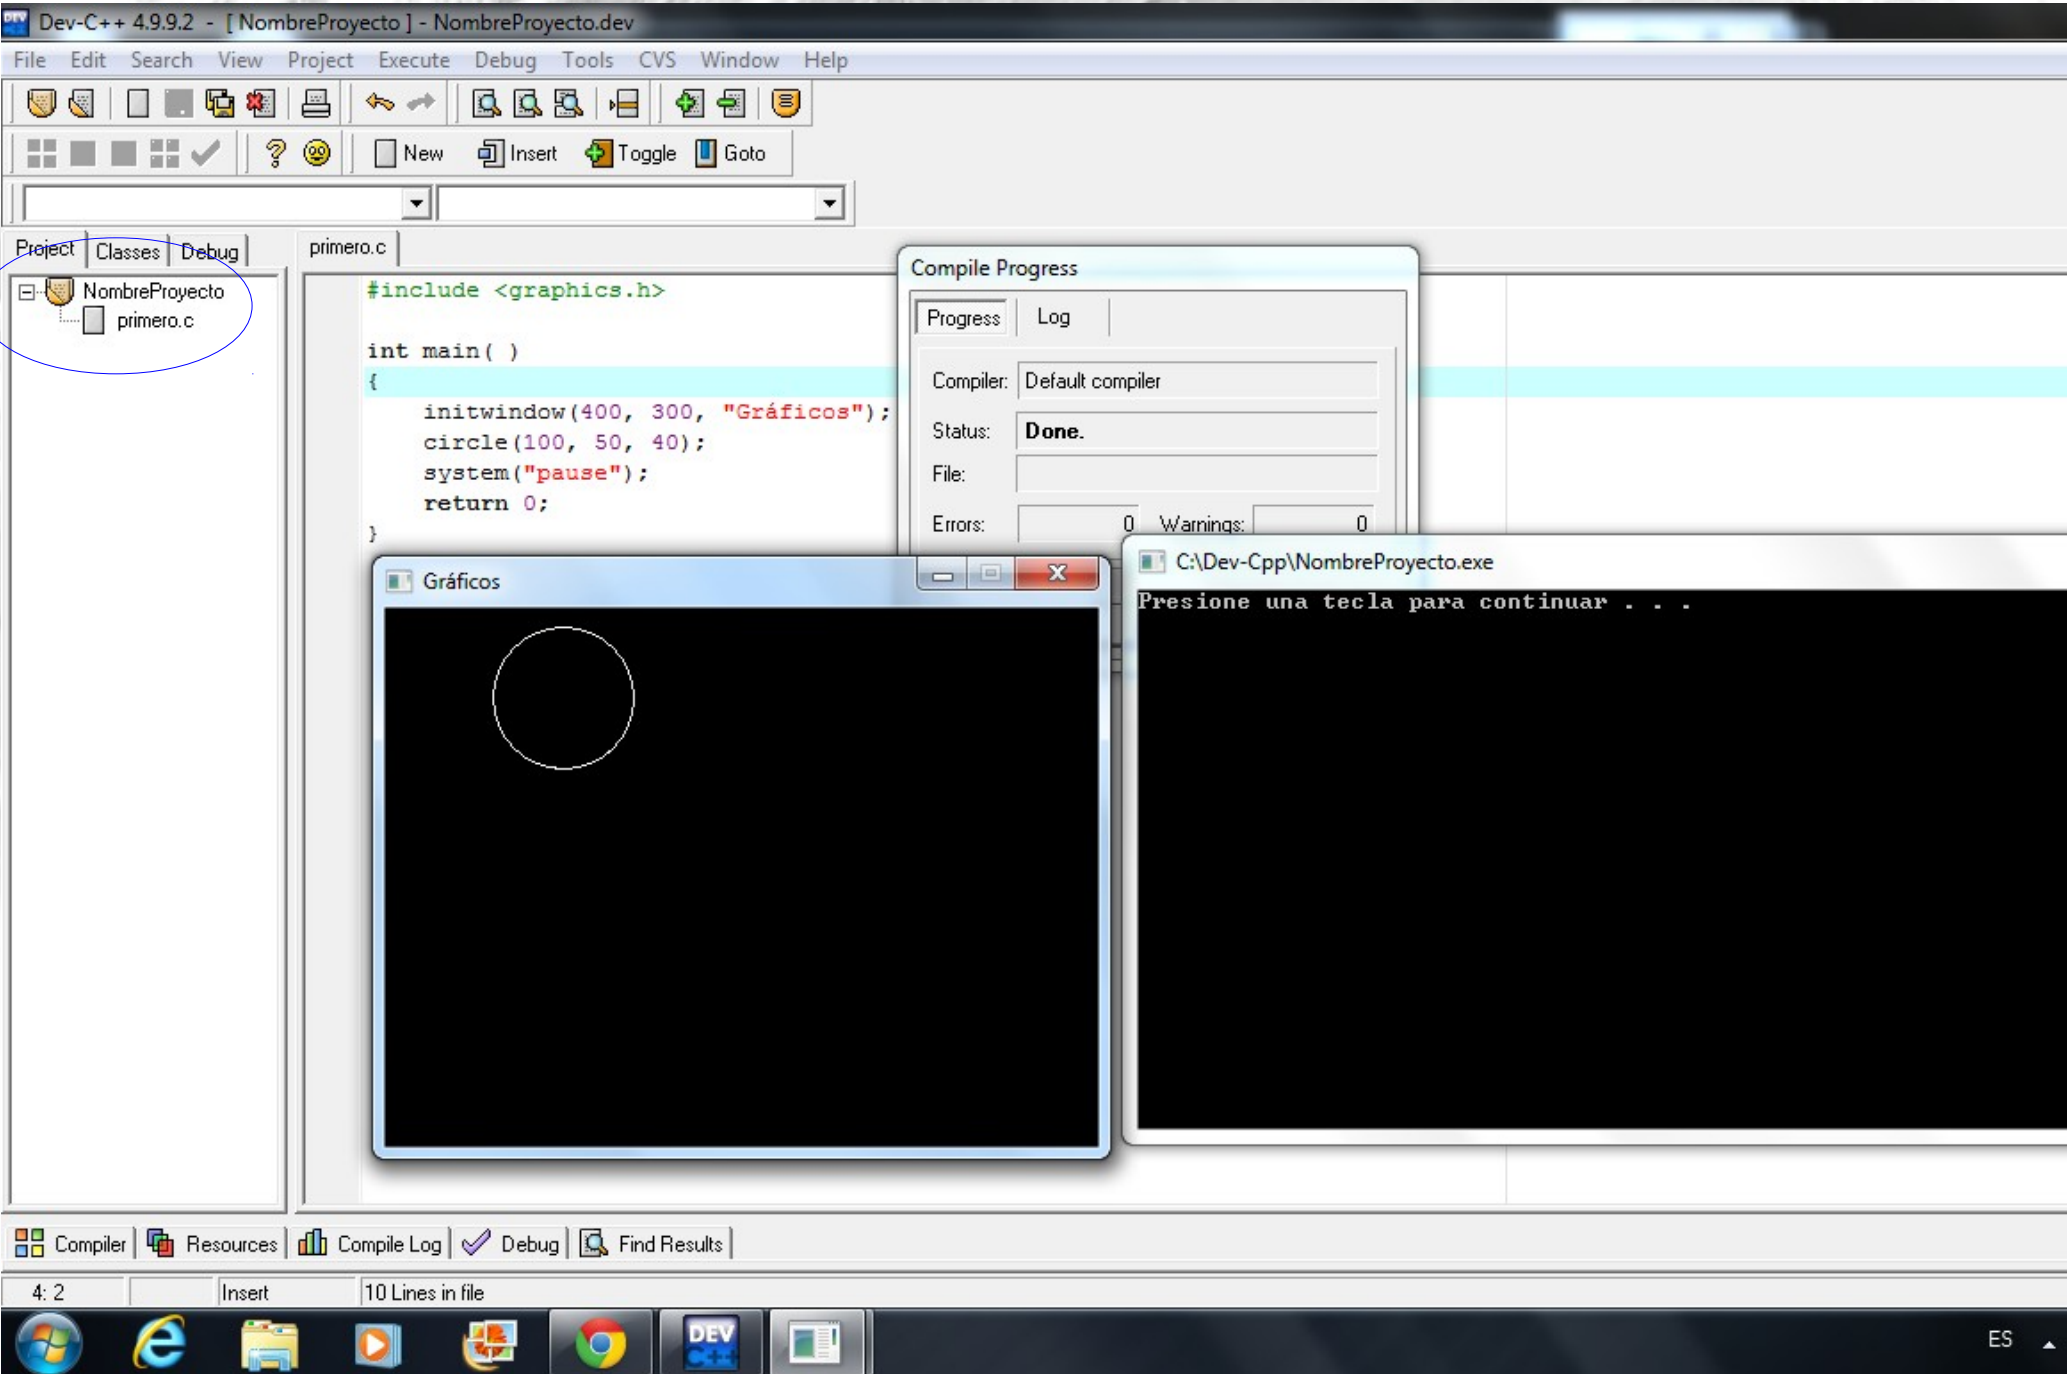 Dev-C++ 4.9.9.2 - [ NombreProyecto ] - NombreProyecto.dev
File Edit Search View Project Execute Debug Tools CVS Window Help
New Insert Toggle Goto
Project Classes Debug
primero.c
NombreProyecto
primero.c
#include <graphics.h>
int main( )
{
initwindow(400, 300, "Gráficos");
circle(100, 50, 40);
system("pause");
return 0;
}
Compile Progress
Progress Log
Compiler: Default compiler
Status: Done.
File:
Errors: 0 Warnings: 0
Gráficos
C:\Dev-Cpp\NombreProyecto.exe
Presione una tecla para continuar . . .
Compiler Resources Compile Log Debug Find Results
4: 2 Insert 10 Lines in file
DEV
C++
ES